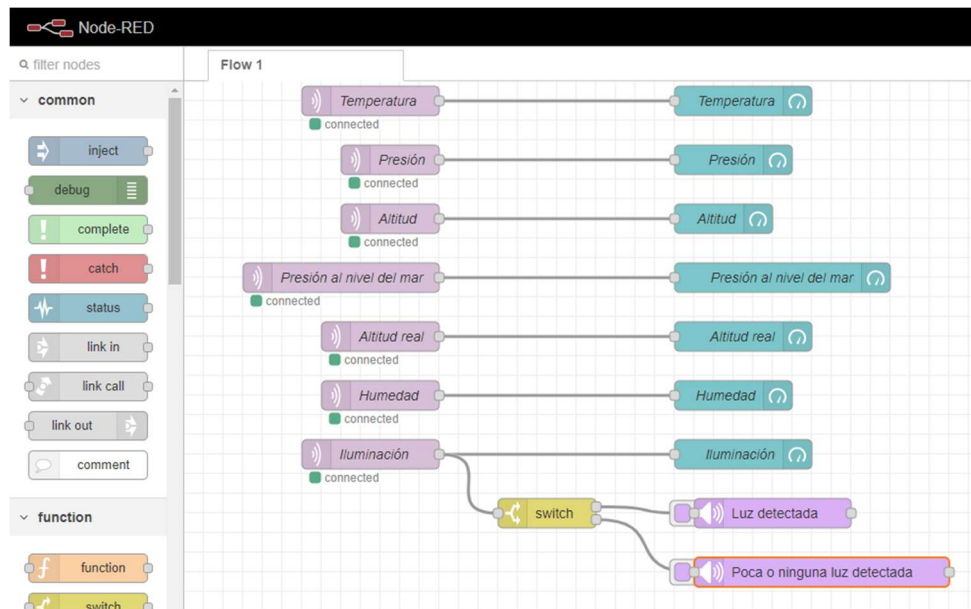 Node-RED
filter nodes
Flow 1
common
inject
debug
complete
catch
status
link in
link call
link out
comment
function
function
switch
Temperatura
connected
Temperatura
Presión
connected
Presión
Altitud
connected
Altitud
Presión al nivel del mar
connected
Presión al nivel del mar
Altitud real
connected
Altitud real
Humedad
connected
Humedad
Iluminación
connected
Iluminación
switch
Luz detectada
Poca o ninguna luz detectada